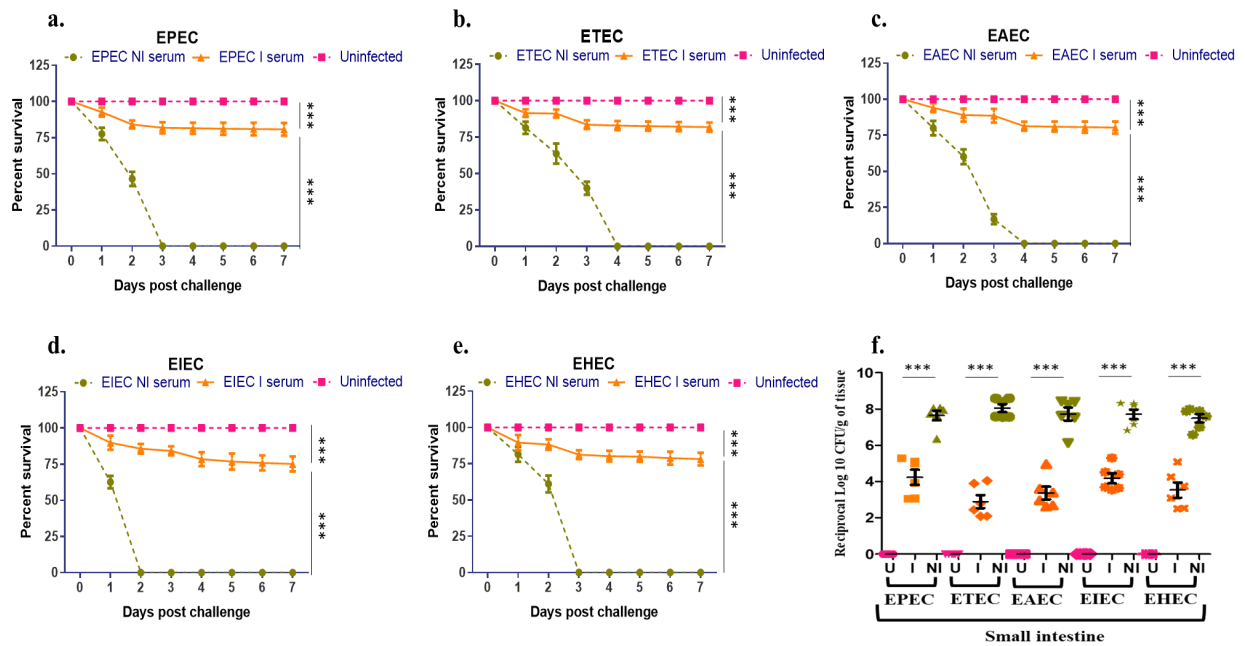 a.
EPEC
EPEC NI serum EPEC I serum Uninfected
125
100
75
50
25
0
Percent survival
***
***
0 1 2 3 4 5 6 7
Days post challenge
b.
ETEC
ETEC NI serum ETEC I serum Uninfected
125
100
75
50
25
0
Percent survival
***
***
0 1 2 3 4 5 6 7
Days post challenge
c.
EAEC
EAEC NI serum EAEC I serum Uninfected
125
100
75
50
25
0
Percent survival
***
***
0 1 2 3 4 5 6 7
Days post challenge
d.
EIEC
EIEC NI serum EIEC I serum Uninfected
125
100
75
50
25
0
Percent survival
***
***
0 1 2 3 4 5 6 7
Days post challenge
e.
EHEC
EHEC NI serum EHEC I serum Uninfected
125
100
75
50
25
0
Percent survival
***
***
0 1 2 3 4 5 6 7
Days post challenge
f.
*** *** *** *** ***
10
8
6
4
2
0
Reciprocal Log 10 CFU/g of tissue
U I NI U I NI U I NI U I NI U I NI
EPEC ETEC EAEC EIEC EHEC
Small intestine